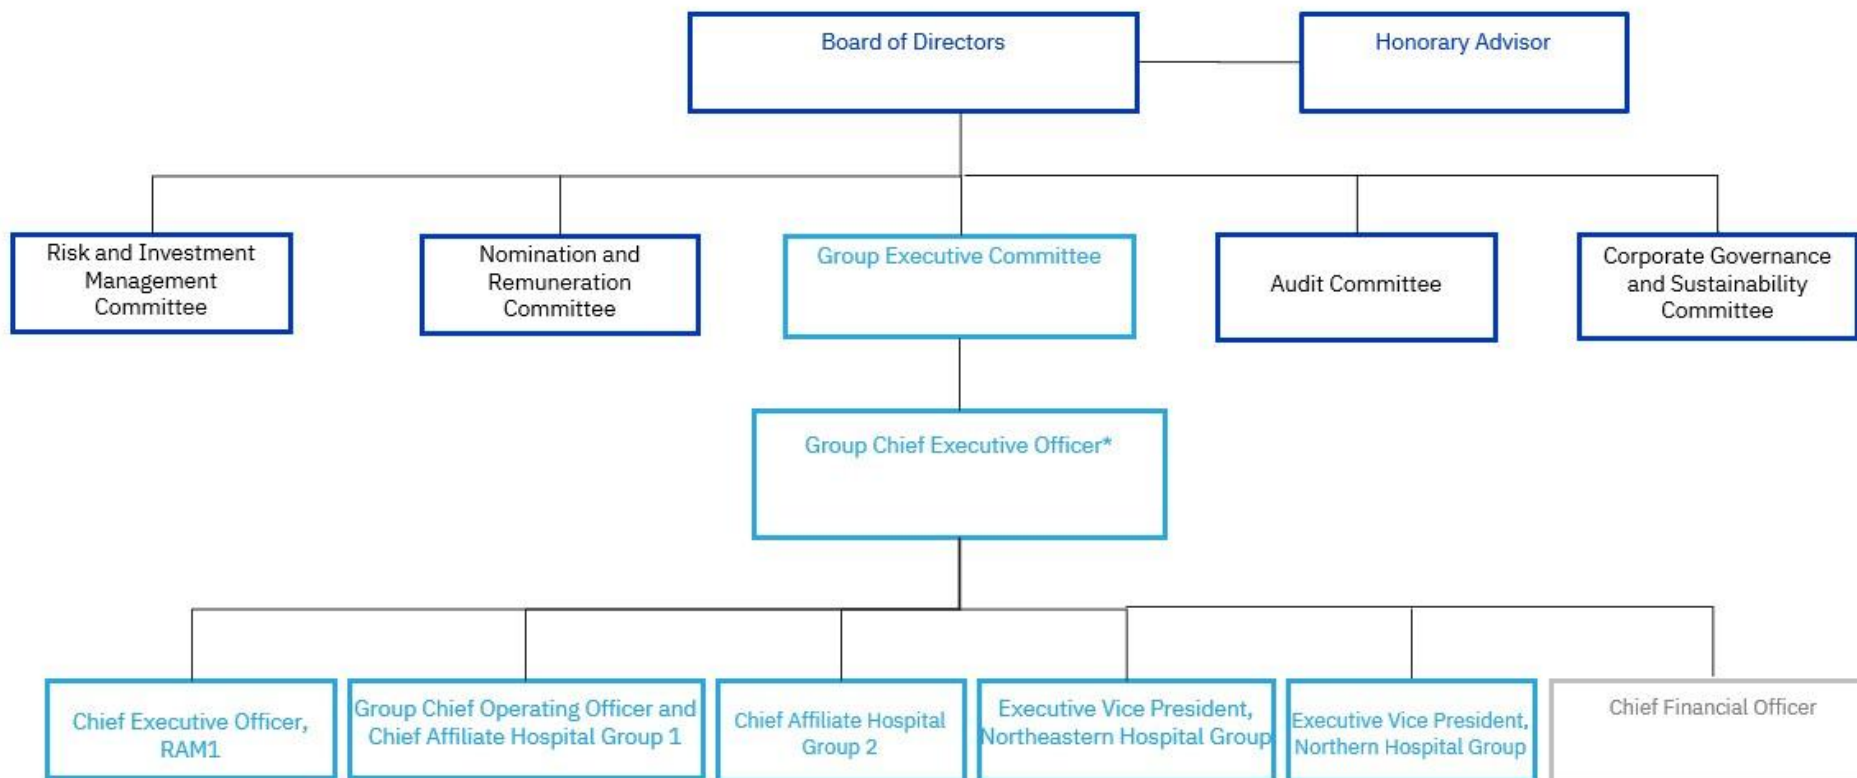 Board of Directors
Honorary Advisor
Risk and Investment
Management
Committee
Nomination and
Remuneration
Committee
Group Executive Committee
Audit Committee
Corporate Governance
and Sustainability
Committee
Group Chief Executive Officer*
Chief Executive Officer,
RAM1
Group Chief Operating Officer and
Chief Affiliate Hospital Group 1
Chief Affiliate Hospital
Group 2
Executive Vice President,
Northeastern Hospital Group
Executive Vice President,
Northern Hospital Group
Chief Financial Officer